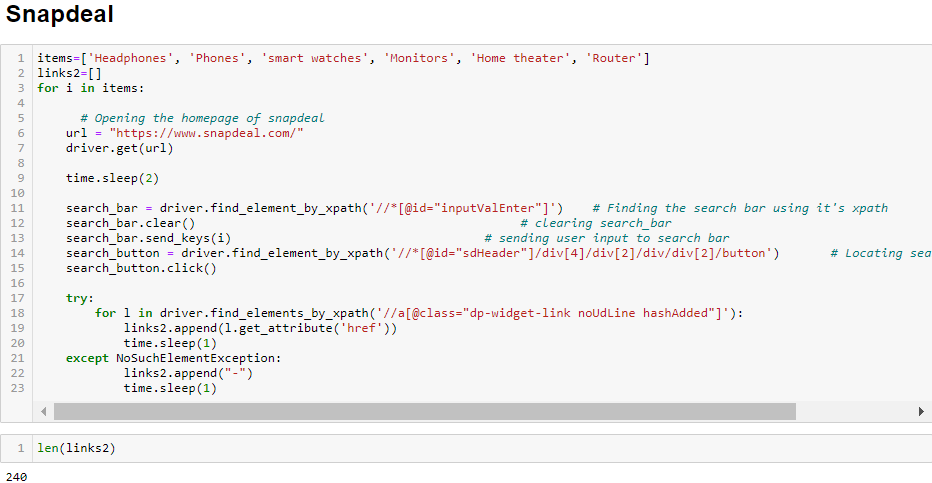 Snapdeal
1 items=['Headphones', 'Phones', 'smart watches', 'Monitors', 'Home theater', 'Router']
2 links2=[]
3 for i in items:
4
5 # Opening the homepage of snapdeal
6 url = "https://www.snapdeal.com/"
7 driver.get(url)
8
9 time.sleep(2)
10
11 search_bar = driver.find_element_by_xpath('//*[@id="inputValEnter"]') # Finding the search bar using it's xpath
12 search_bar.clear() # clearing search_bar
13 search_bar.send_keys(i) # sending user input to search bar
14 search_button = driver.find_element_by_xpath('//*[@id="sdHeader"]/div[4]/div[2]/div/div[2]/button') # Locating sea
15 search_button.click()
16
17 try:
18 for l in driver.find_elements_by_xpath('//a[@class="dp-widget-link noUdLine hashAdded"]'):
19 links2.append(l.get_attribute('href'))
20 time.sleep(1)
21 except NoSuchElementException:
22 links2.append("-")
23 time.sleep(1)
1 len(links2)
240